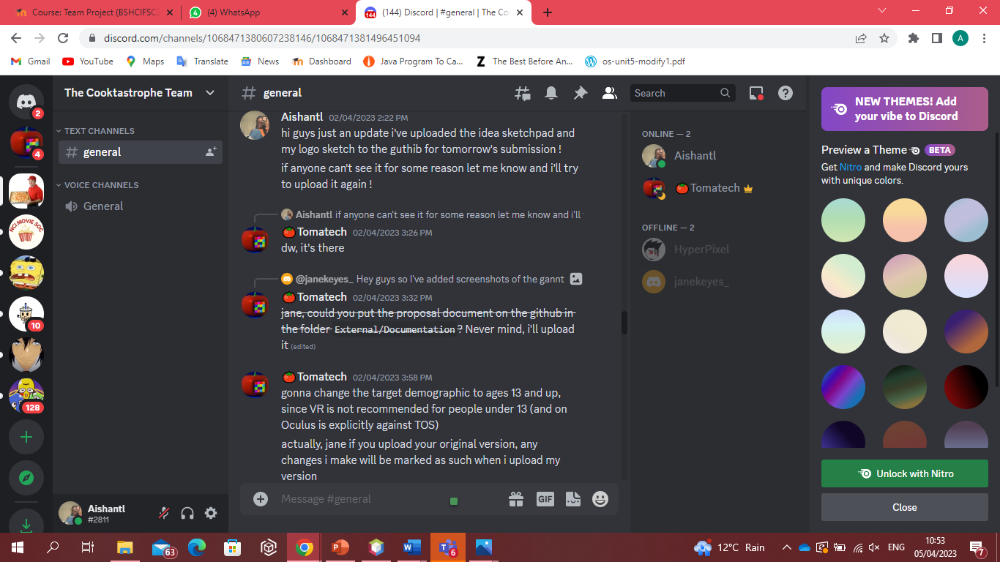 Course: Team Project (BSHCIFSC2
(4) WhatsApp
144
(144) Discord | #general | The Co
discord.com/channels/1068471380607238146/1068471381496451094
A
Gmail
YouTube
Maps
Translate
News
Dashboard
Java Program To Ca...
The Best Before An...
os-unit5-modify1.pdf
2
4
NCI MOVIE SOC
10
128
The Cooktastrophe Team
TEXT CHANNELS
general
VOICE CHANNELS
General
Aishantl
#2811
# general
Search
Aishantl 02/04/2023 2:22 PM
hi guys just an update i've uploaded the idea sketchpad and
my logo sketch to the guthib for tomorrow's submission !
if anyone can't see it for some reason let me know and i'll try
to upload it again !
Aishantl if anyone can't see it for some reason let me know and i'll
Tomatech 02/04/2023 3:26 PM
dw, it's there
@janekeyes_ Hey guys so I've added screenshots of the gannt
Tomatech 02/04/2023 3:32 PM
jane, could you put the proposal document on the github in
the folder External/Documentation ? Never mind, i'll upload
it (edited)
Tomatech 02/04/2023 3:58 PM
gonna change the target demographic to ages 13 and up,
since VR is not recommended for people under 13 (and on
Oculus is explicitly against TOS)
actually, jane if you upload your original version, any
changes i make will be marked as such when i upload my
version
Message #general
GIF
ONLINE — 2
Aishantl
Tomatech
OFFLINE — 2
HyperPixel
janekeyes_
NEW THEMES! Add
your vibe to Discord
Preview a Theme BETA
Get Nitro and make Discord yours
with unique colors.
Unlock with Nitro
Close
63
6
12°C Rain
ENG
10:53
05/04/2023
7